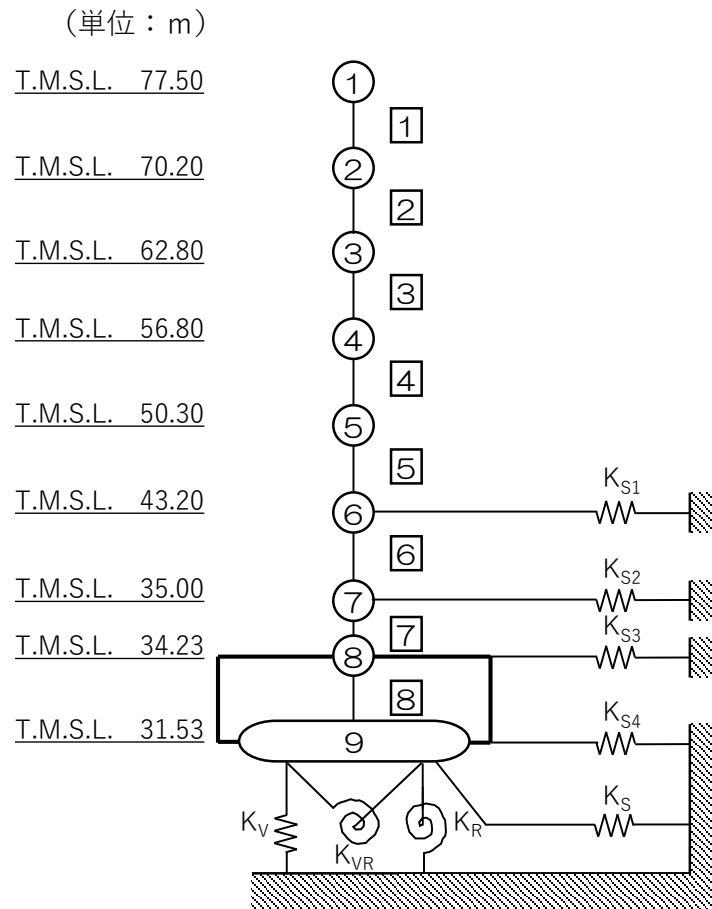 (単位：m)
T.M.S.L. 77.50
①
1
T.M.S.L. 70.20
②
2
T.M.S.L. 62.80
③
3
T.M.S.L. 56.80
④
4
T.M.S.L. 50.30
⑤
5
K_S1
T.M.S.L. 43.20
⑥
6
K_S2
T.M.S.L. 35.00
⑦
7
K_S3
T.M.S.L. 34.23
⑧
8
K_S4
T.M.S.L. 31.53
9
K_V
K_VR
K_R
K_S